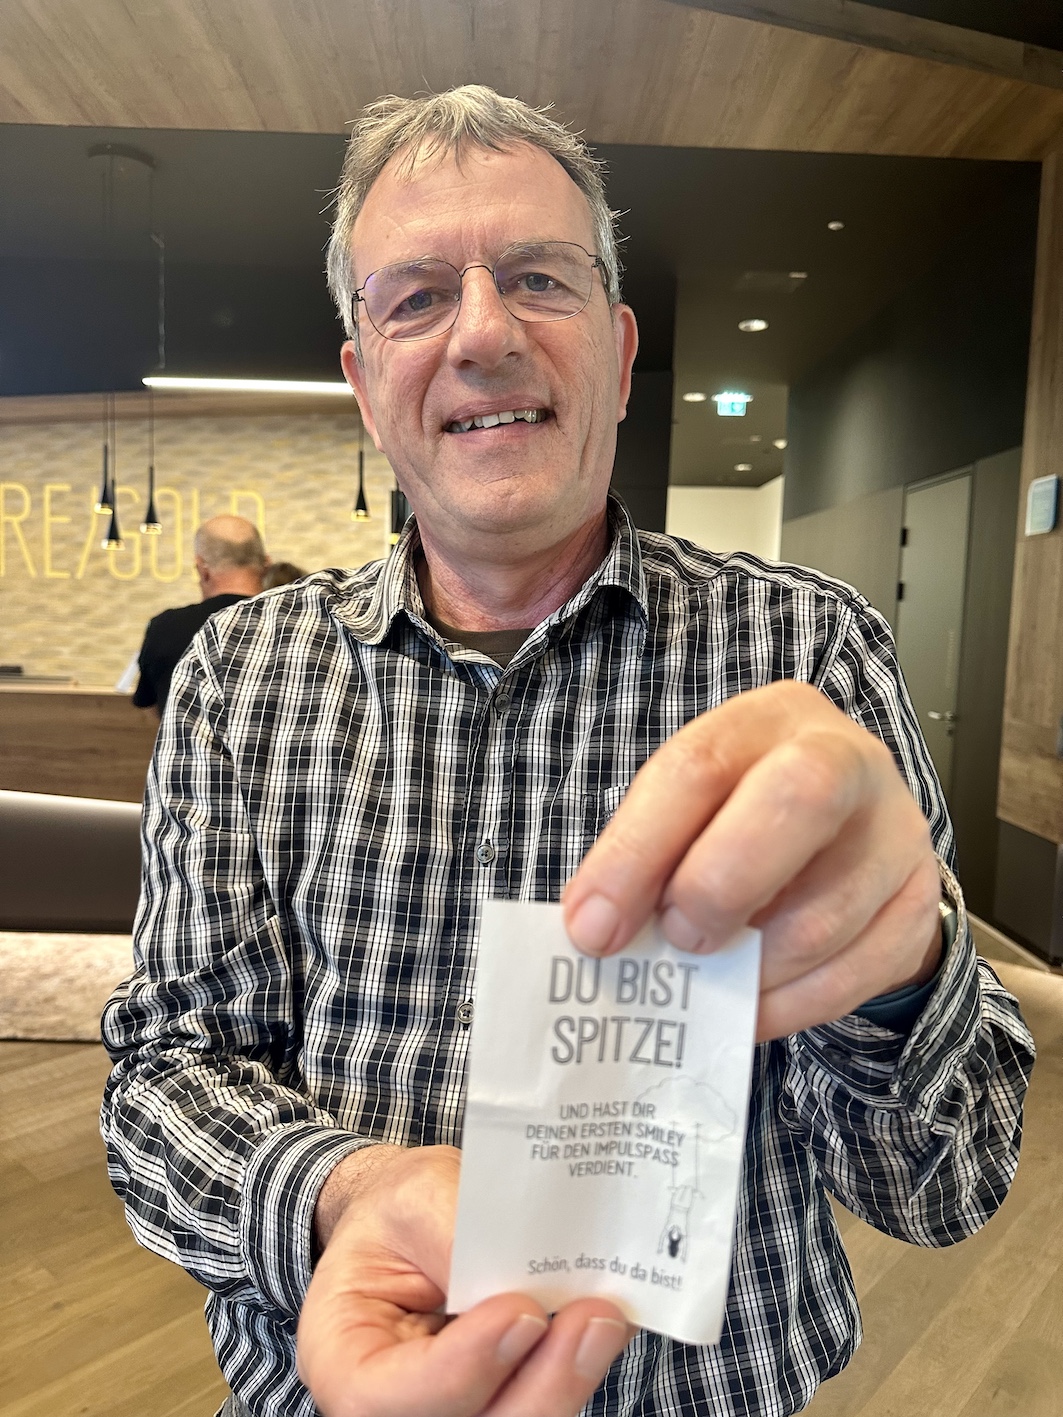 RE/GOLD
DU BIST
SPITZE!
UND HAST DIR
DEINEN ERSTEN SMILEY
FÜR DEN IMPULSPASS
VERDIENT.
Schön, dass du da bist!